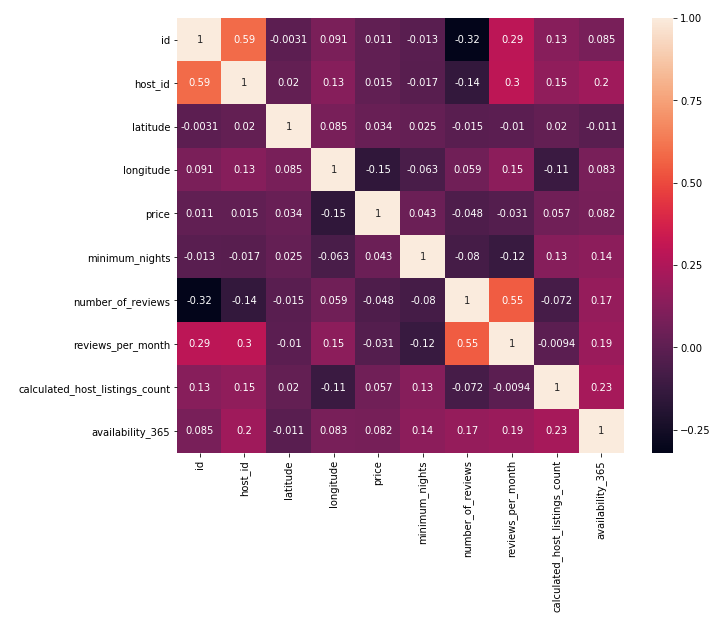 id 1 0.59 -0.0031 0.091 0.011 -0.013 -0.32 0.29 0.13 0.085
host_id 0.59 1 0.02 0.13 0.015 -0.017 -0.14 0.3 0.15 0.2
latitude -0.0031 0.02 1 0.085 0.034 0.025 -0.015 -0.01 0.02 -0.011
longitude 0.091 0.13 0.085 1 -0.15 -0.063 0.059 0.15 -0.11 0.083
price 0.011 0.015 0.034 -0.15 1 0.043 -0.048 -0.031 0.057 0.082
minimum_nights -0.013 -0.017 0.025 -0.063 0.043 1 -0.08 -0.12 0.13 0.14
number_of_reviews -0.32 -0.14 -0.015 0.059 -0.048 -0.08 1 0.55 -0.072 0.17
reviews_per_month 0.29 0.3 -0.01 0.15 -0.031 -0.12 0.55 1 -0.0094 0.19
calculated_host_listings_count 0.13 0.15 0.02 -0.11 0.057 0.13 -0.072 -0.0094 1 0.23
availability_365 0.085 0.2 -0.011 0.083 0.082 0.14 0.17 0.19 0.23 1
id
host_id
latitude
longitude
price
minimum_nights
number_of_reviews
reviews_per_month
calculated_host_listings_count
availability_365
1.00
0.75
0.50
0.25
0.00
−0.25